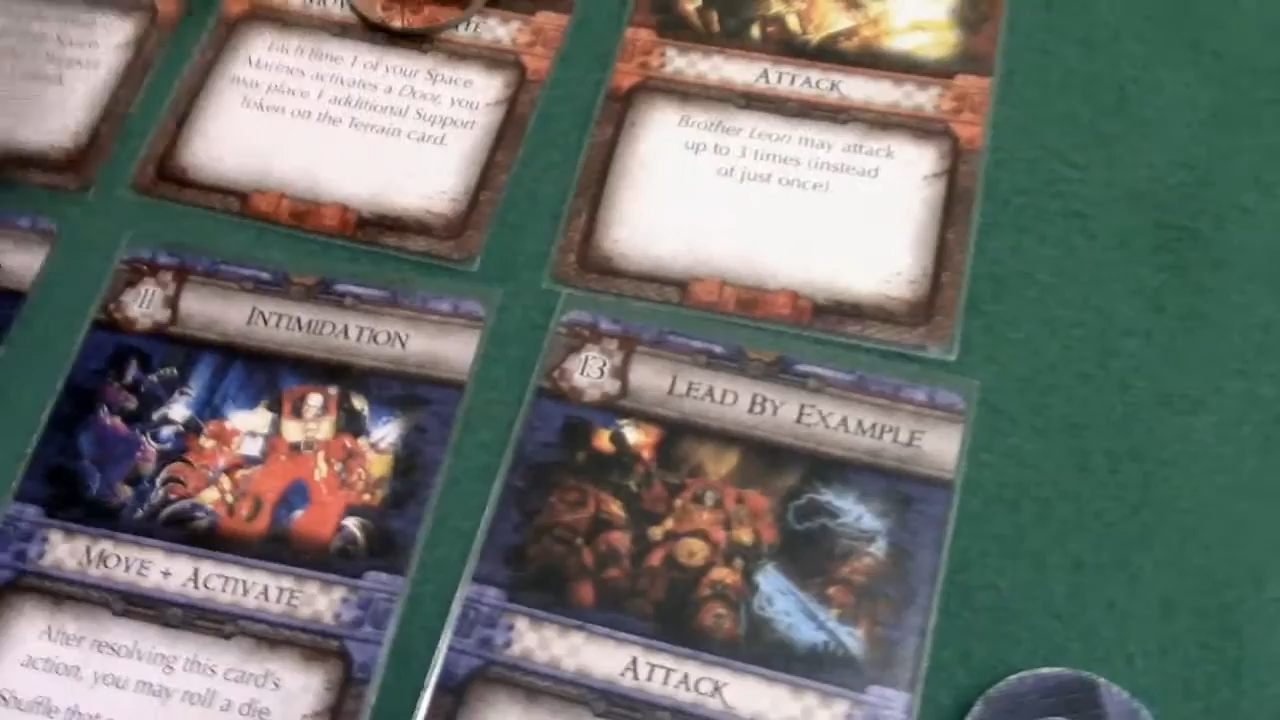 Each time 1 of your Space
Marines activates a Door, you
may place 1 additional Support
token on the Terrain card.
ATTACK
Brother Leon may attack
up to 3 times (instead
of just once)
11
INTIMIDATION
MOVE + ACTIVATE
After resolving this card's
action, you may roll a die
Shuffle
13
LEAD BY EXAMPLE
ATTACK